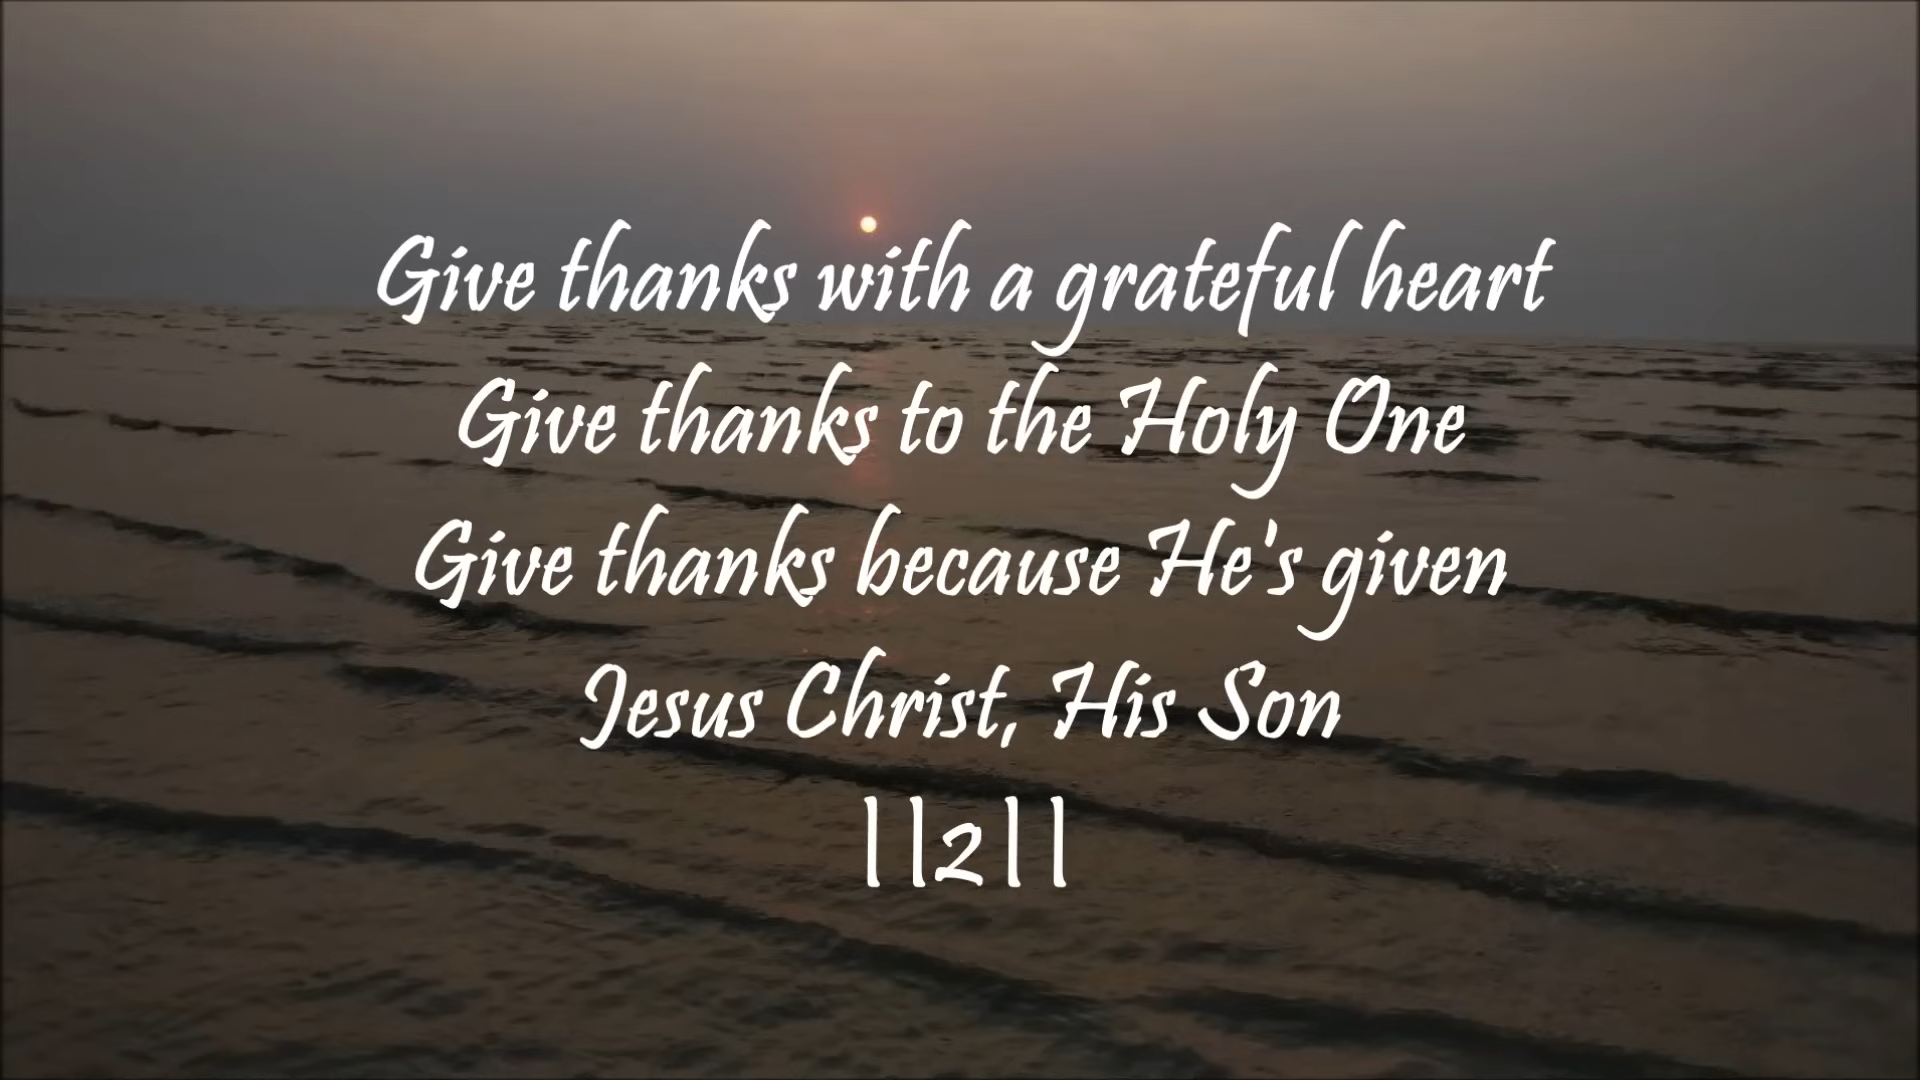 Give thanks with a grateful heart
Give thanks to the Holy One
Give thanks because He's given
Jesus Christ, His Son
||2||